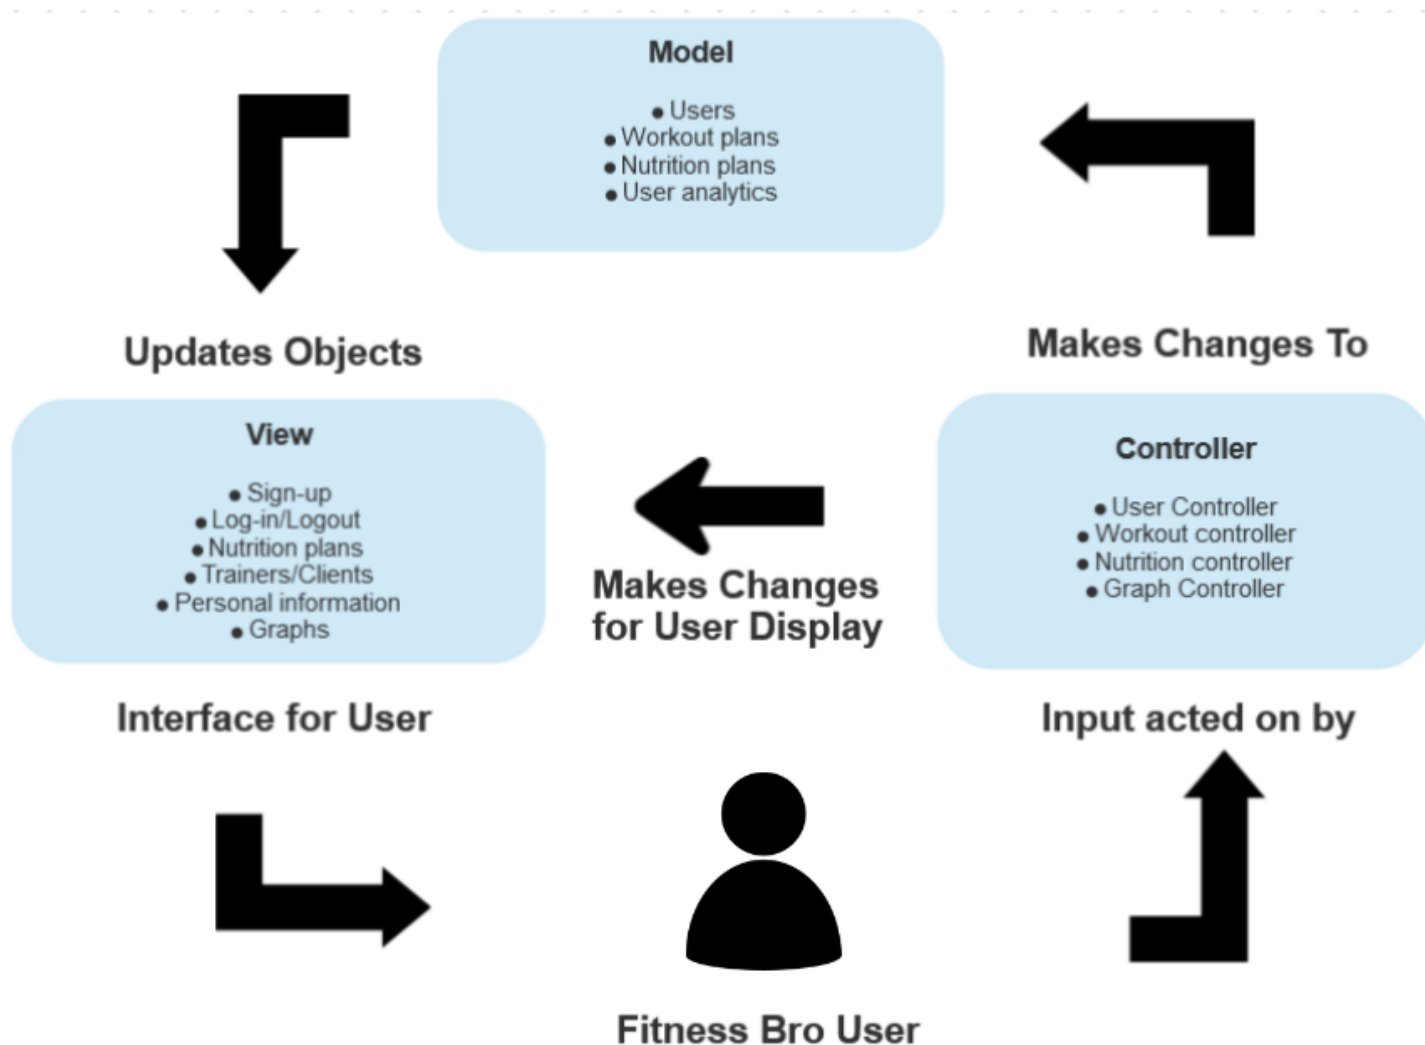 Model
● Users
● Workout plans
● Nutrition plans
● User analytics
Updates Objects
Makes Changes To
View
● Sign-up
● Log-in/Logout
● Nutrition plans
● Trainers/Clients
● Personal information
● Graphs
Makes Changes
for User Display
Controller
● User Controller
● Workout controller
● Nutrition controller
● Graph Controller
Interface for User
Input acted on by
Fitness Bro User